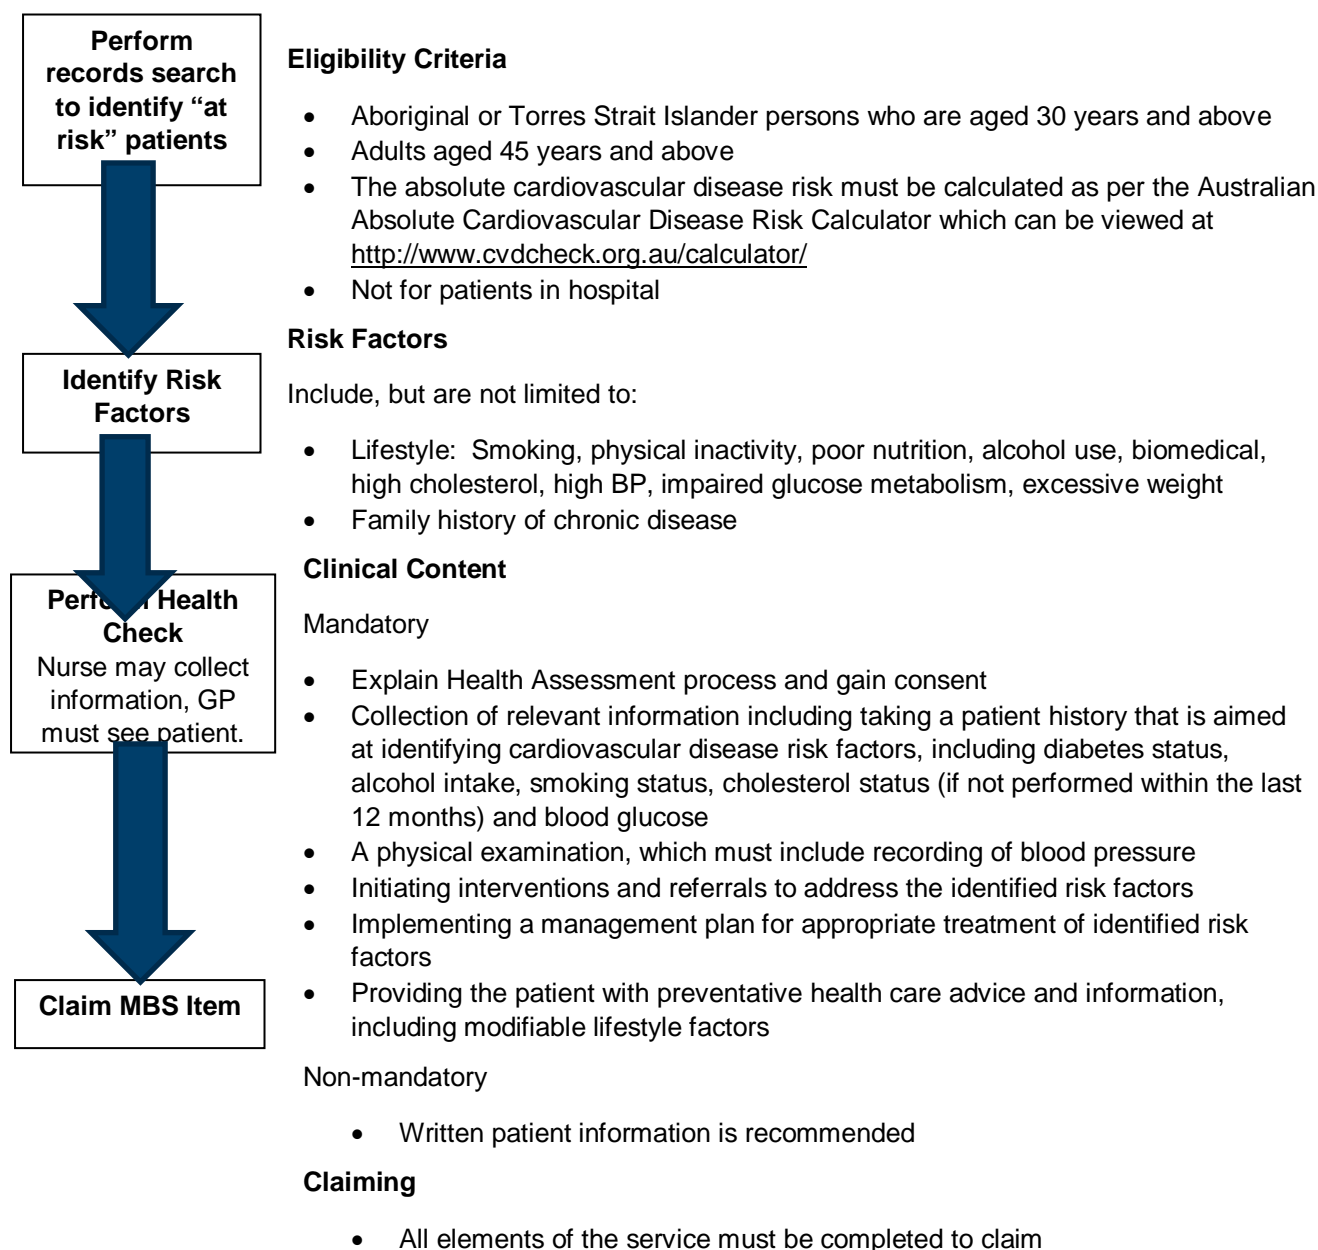 Perform
records search
to identify “at
risk” patients
Identify Risk
Factors
Perform Health
Check
Nurse may collect
information, GP
must see patient.
Claim MBS Item
Eligibility Criteria
• Aboriginal or Torres Strait Islander persons who are aged 30 years and above
• Adults aged 45 years and above
• The absolute cardiovascular disease risk must be calculated as per the Australian
Absolute Cardiovascular Disease Risk Calculator which can be viewed at
http://www.cvdcheck.org.au/calculator/
• Not for patients in hospital
Risk Factors
Include, but are not limited to:
• Lifestyle: Smoking, physical inactivity, poor nutrition, alcohol use, biomedical,
high cholesterol, high BP, impaired glucose metabolism, excessive weight
• Family history of chronic disease
Clinical Content
Mandatory
• Explain Health Assessment process and gain consent
• Collection of relevant information including taking a patient history that is aimed
at identifying cardiovascular disease risk factors, including diabetes status,
alcohol intake, smoking status, cholesterol status (if not performed within the last
12 months) and blood glucose
• A physical examination, which must include recording of blood pressure
• Initiating interventions and referrals to address the identified risk factors
• Implementing a management plan for appropriate treatment of identified risk
factors
• Providing the patient with preventative health care advice and information,
including modifiable lifestyle factors
Non-mandatory
• Written patient information is recommended
Claiming
• All elements of the service must be completed to claim